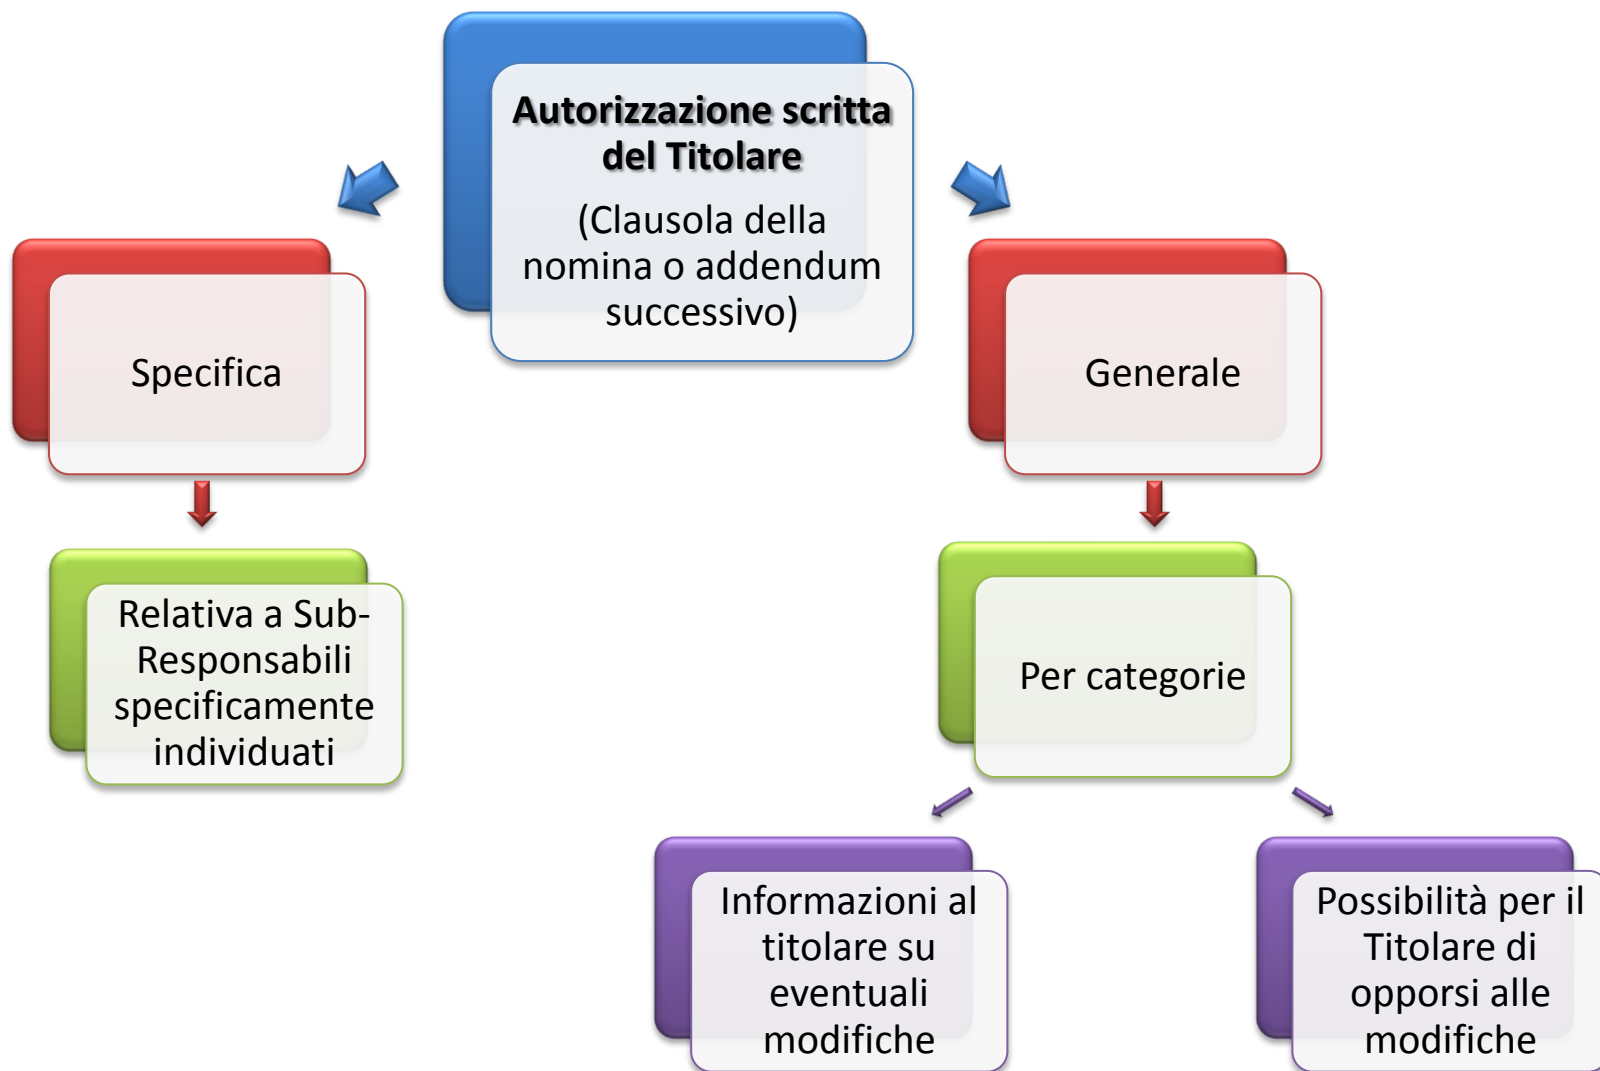 Autorizzazione scritta
del Titolare
(Clausola della
nomina o addendum
successivo)
Specifica
Generale
Relativa a Sub-
Responsabili
specificamente
individuati
Per categorie
Informazioni al
titolare su
eventuali
modifiche
Possibilità per il
Titolare di
opporsi alle
modifiche